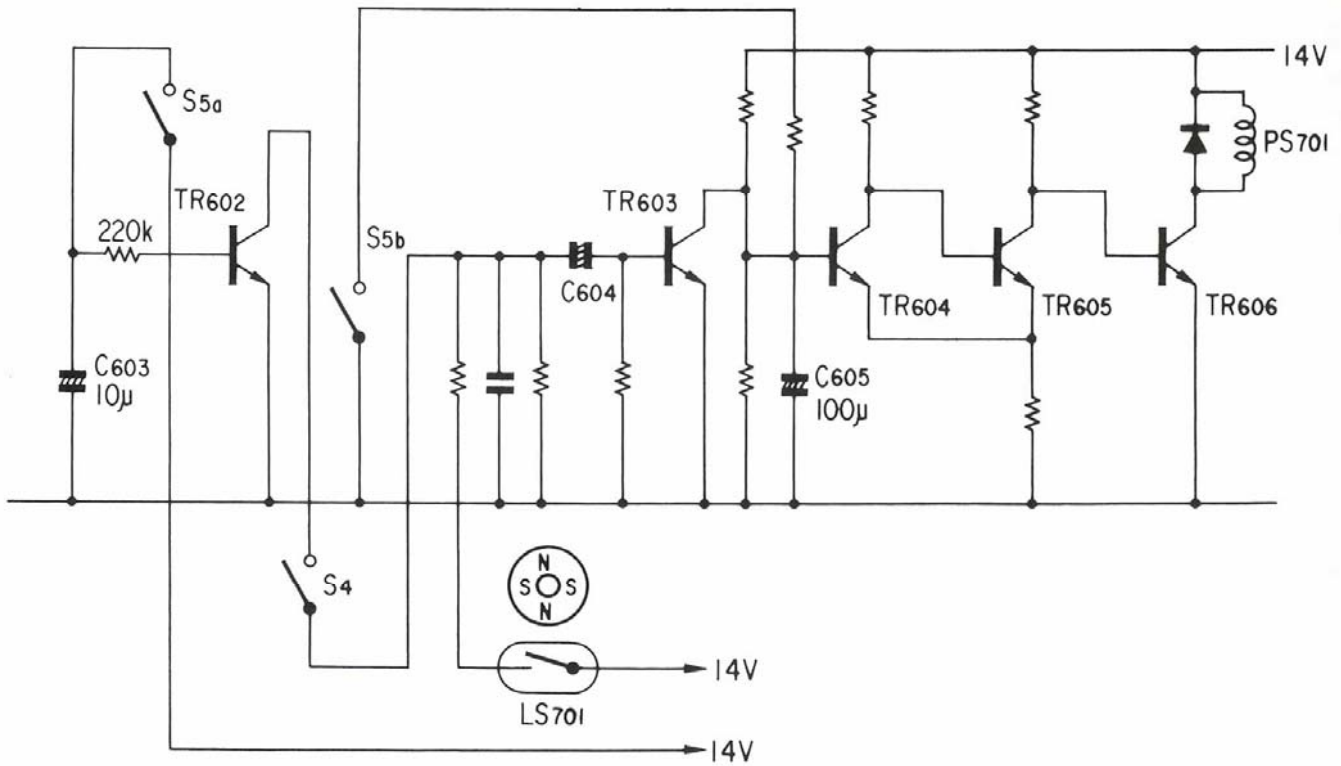 14V
S5a
PS701
TR602
TR603
220k
S5b
C604
TR604
TR605
TR606
C603
10μ
C605
100μ
N
S S
N
S4
14V
LS701
14V